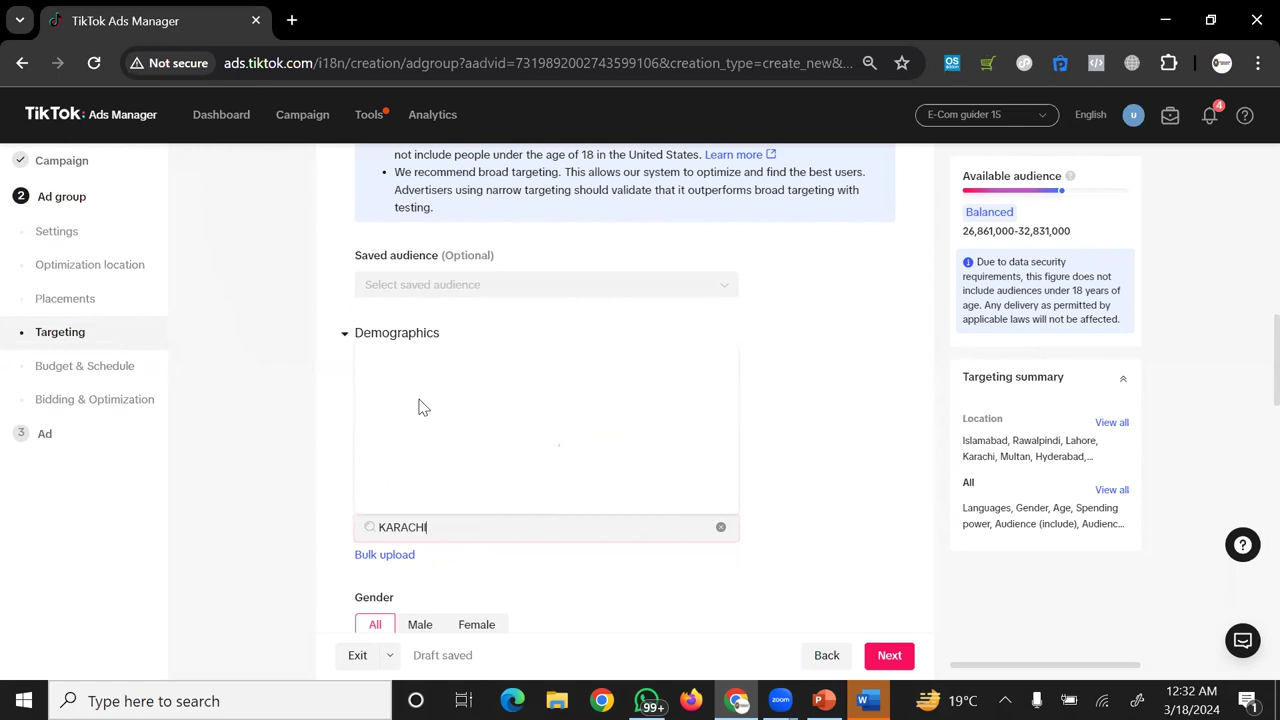 TikTok Ads Manager
Not secure
ads.tiktok.com/i18n/creation/adgroup?aadvid=7319892002743599106&creation_type=create_new&...
TikTok: Ads Manager
Dashboard
Campaign
Tools
Analytics
E-Com guider 15
English
U
4
Campaign
2 Ad group
Settings
Optimization location
Placements
Targeting
Budget & Schedule
Bidding & Optimization
3 Ad
not include people under the age of 18 in the United States. Learn more
• We recommend broad targeting. This allows our system to optimize and find the best users.
Advertisers using narrow targeting should validate that it outperforms broad targeting with
testing.
Saved audience (Optional)
Select saved audience
Demographics
KARACHI
Bulk upload
Gender
All Male Female
Exit
Draft saved
Back
Next
Available audience
Balanced
26,861,000-32,831,000
Due to data security
requirements, this figure does not
include audiences under 18 years of
age. Any delivery as permitted by
applicable laws will not be affected.
Targeting summary
Location
View all
Islamabad, Rawalpindi, Lahore,
Karachi, Multan, Hyderabad,...
All
View all
Languages, Gender, Age, Spending
power, Audience (include), Audienc...
Type here to search
99+
19°C
12:32 AM
3/18/2024
1